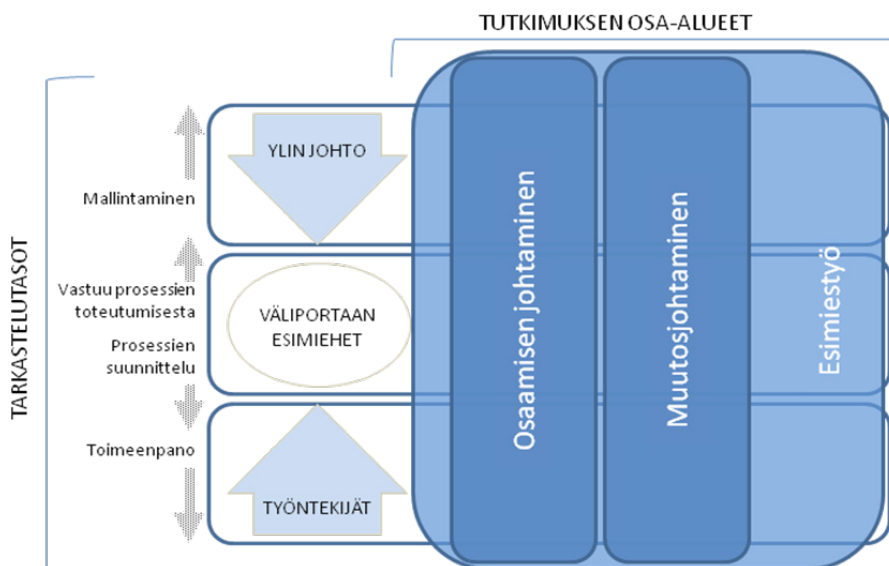 TUTKIMUKSEN OSA-ALUEET
TARKASTELUTASOT
Mallintaminen
Vastuu prosessien
toteutumisesta
Prosessien
suunnittelu
Toimeenpano
YLIN JOHTO
VÄLIPORTAAN
ESIMIEHET
TYÖNTEKIJÄT
Osaamisen johtaminen
Muutosjohtaminen
Esimiestyö